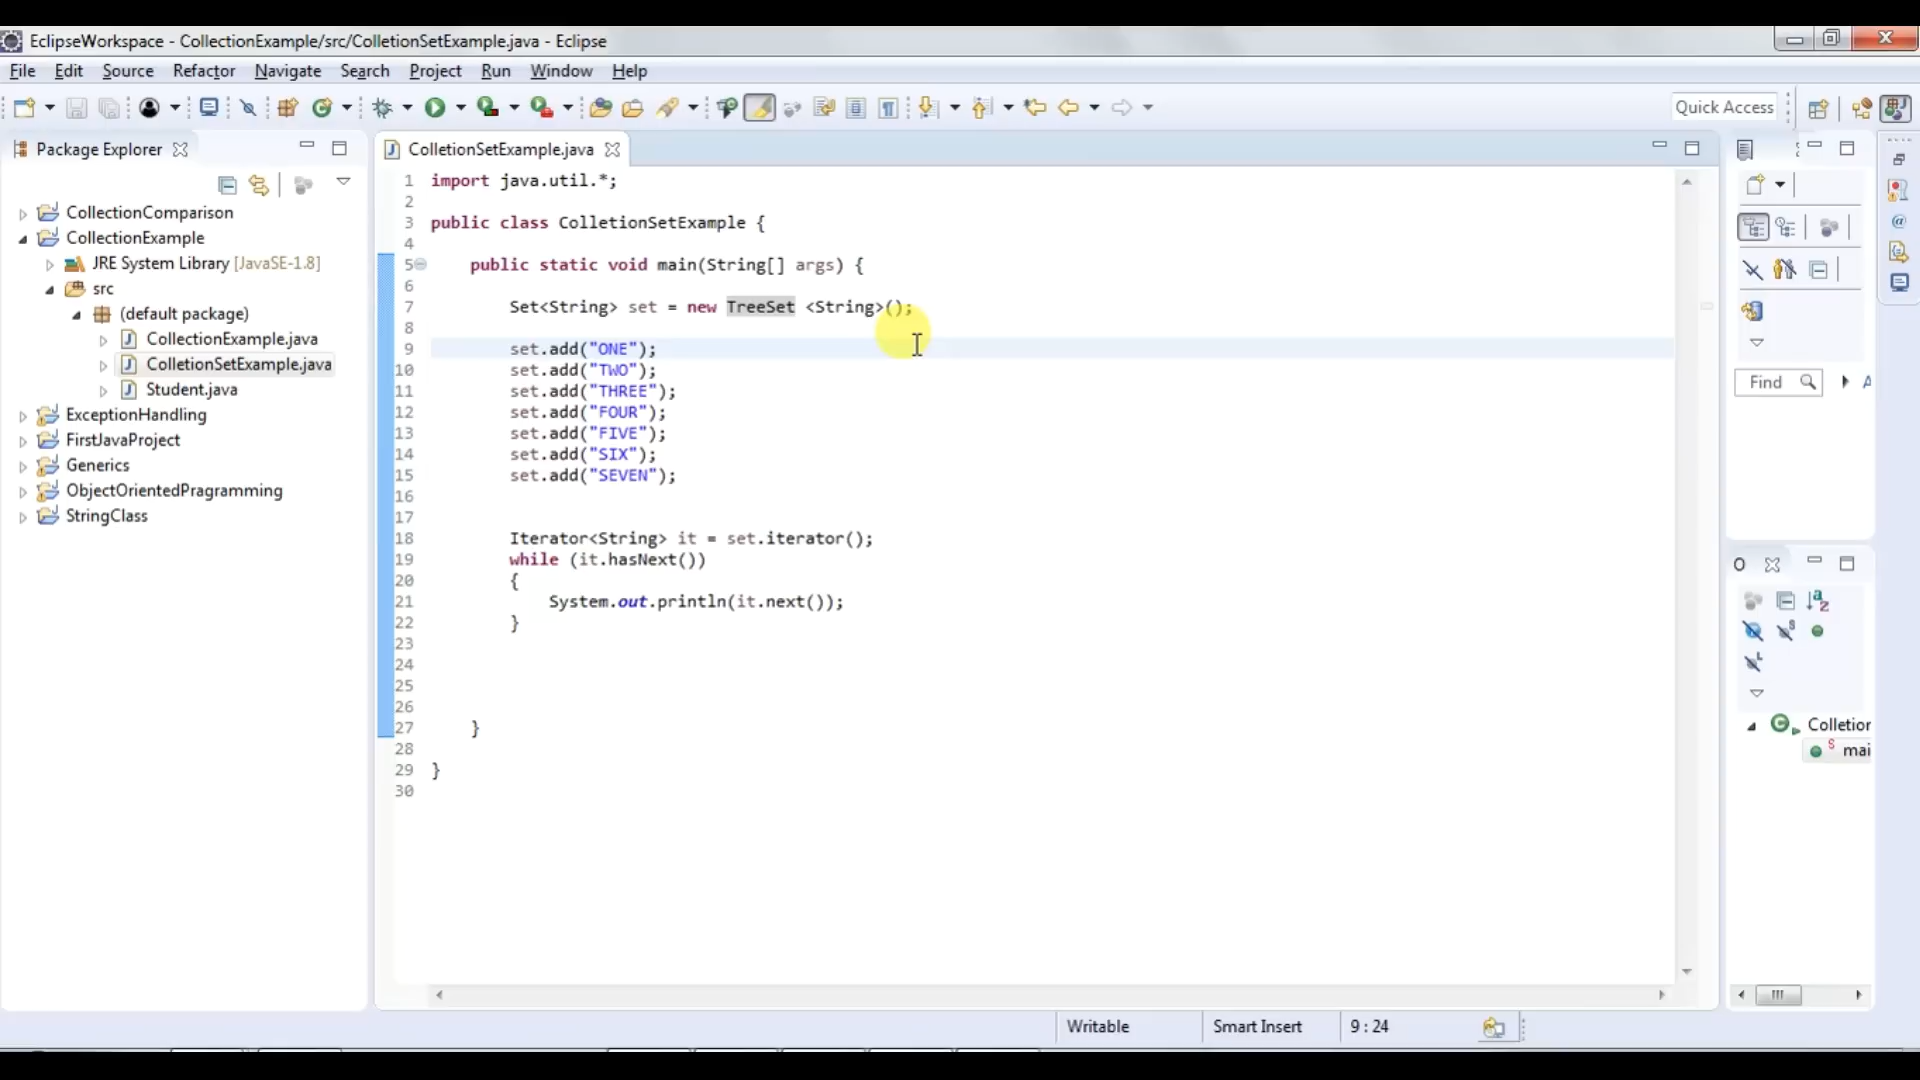 EclipseWorkspace - CollectionExample/src/ColletionSetExample.java - Eclipse
File Edit Source Refactor Navigate Search Project Run Window Help
Quick Access
Package Explorer
CollectionComparison
CollectionExample
JRE System Library [JavaSE-1.8]
src
(default package)
CollectionExample.java
ColletionSetExample.java
Student.java
ExceptionHandling
FirstJavaProject
Generics
ObjectOrientedPragramming
StringClass
ColletionSetExample.java
1 import java.util.*;
2
3 public class ColletionSetExample {
4
5 public static void main(String[] args) {
6
7 Set<String> set = new TreeSet <String>();
8
9 set.add("ONE");
10 set.add("TWO");
11 set.add("THREE");
12 set.add("FOUR");
13 set.add("FIVE");
14 set.add("SIX");
15 set.add("SEVEN");
16
17
18 Iterator<String> it = set.iterator();
19 while (it.hasNext())
20 {
21 System.out.println(it.next());
22 }
23
24
25
26
27 }
28
29 }
30
Find
O
Colletior
mai
Writable Smart Insert 9 : 24